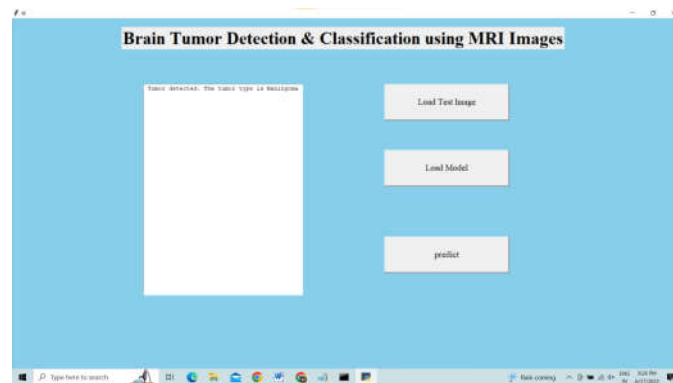 Brain Tumor Detection & Classification using MRI Images
Tumor detected. The tumor type is
Load Test Image
Load Model
predict
Type here to search
Rain coming
ENG